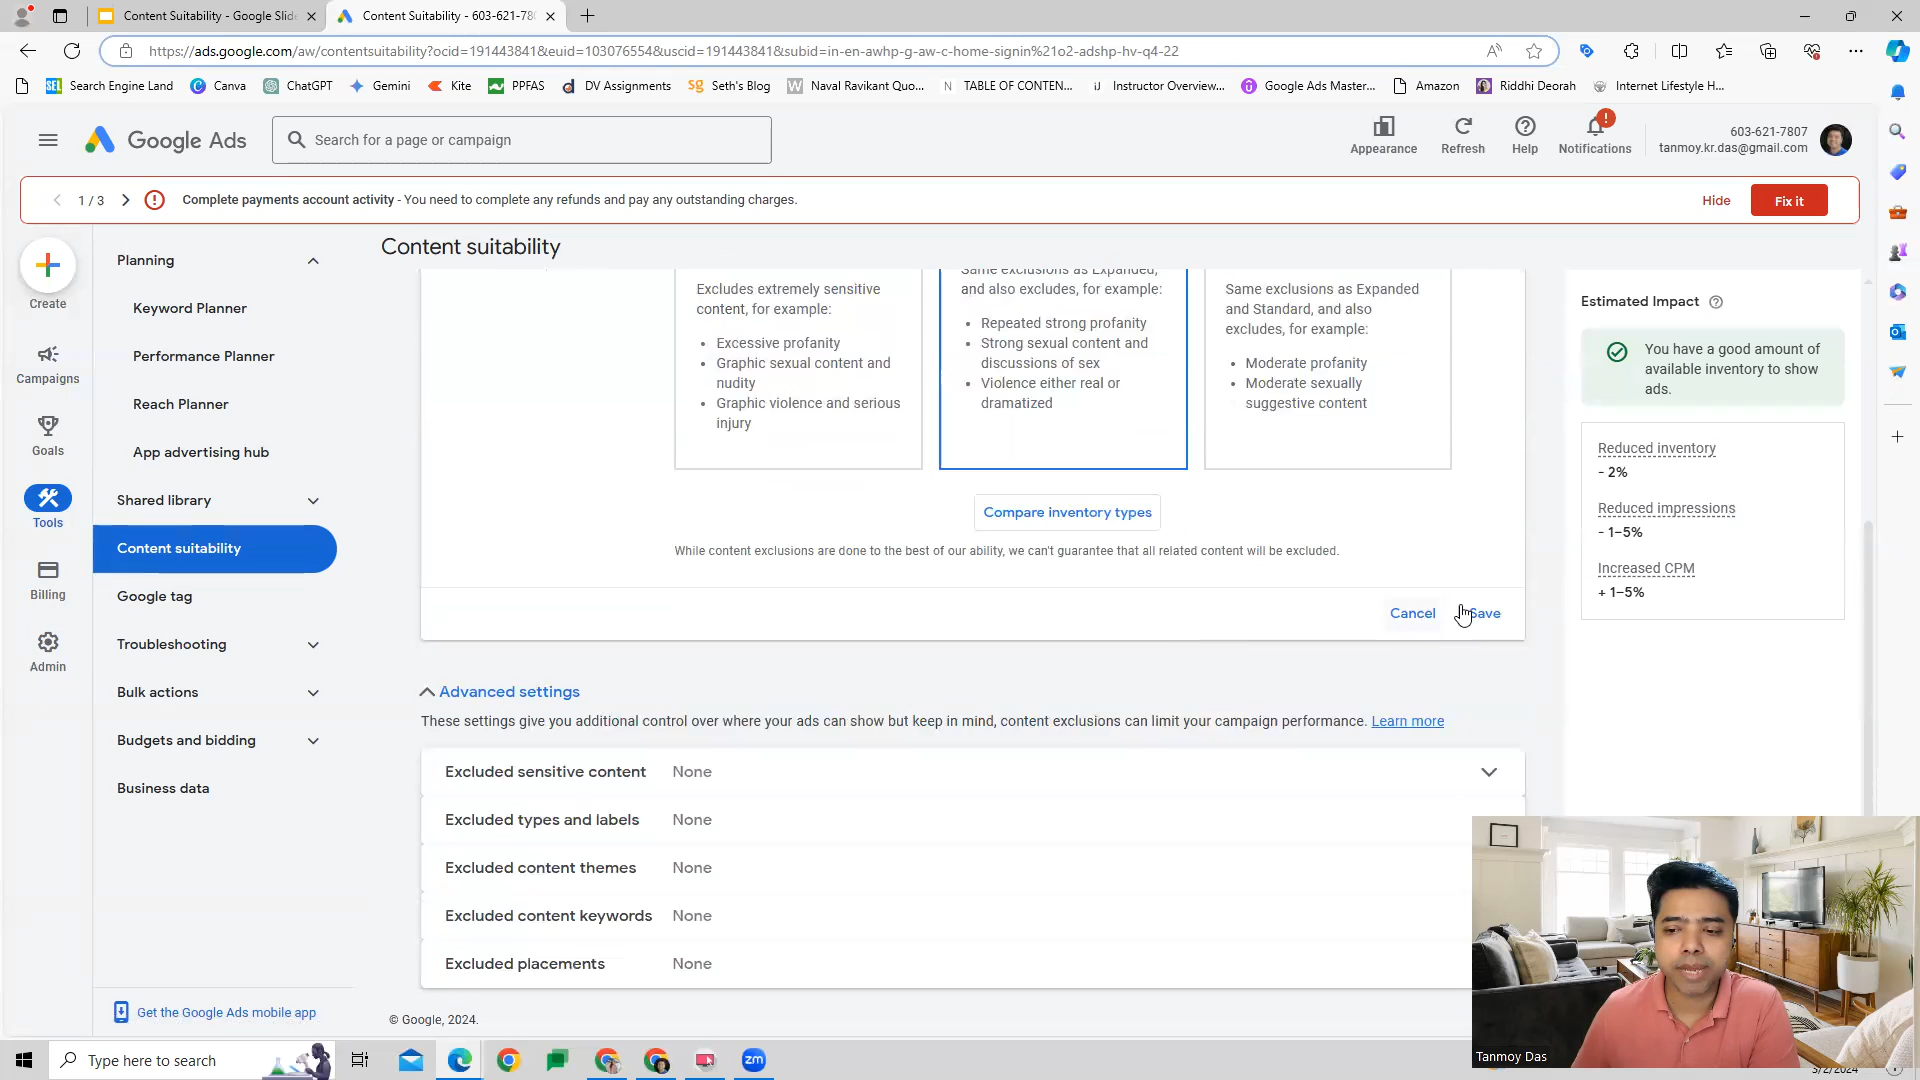 Content Suitability - Google Slide
Content Suitability - 603-621-78
https://ads.google.com/aw/contentsuitability?ocid=191443841&euid=103076554&uscid=191443841&subid=in-en-awhp-g-aw-c-home-signin%21o2-adshp-hv-q4-22
SEL Search Engine Land
Canva
ChatGPT
Gemini
Kite
PPFAS
DV Assignments
Seth's Blog
Naval Ravikant Quo...
TABLE OF CONTEN...
Instructor Overview...
Google Ads Master...
Amazon
Riddhi Deorah
Internet Lifestyle H...
Google Ads
Search for a page or campaign
Appearance
Refresh
Help
Notifications
603-621-7807
tanmoy.kr.das@gmail.com
1 / 3
Complete payments account activity - You need to complete any refunds and pay any outstanding charges.
Hide
Fix it
Create
Campaigns
Goals
Tools
Billing
Admin
Planning
Keyword Planner
Performance Planner
Reach Planner
App advertising hub
Shared library
Content suitability
Google tag
Troubleshooting
Bulk actions
Budgets and bidding
Business data
Get the Google Ads mobile app
Content suitability
Excludes extremely sensitive
content, for example:
Excessive profanity
Graphic sexual content and
nudity
Graphic violence and serious
injury
Same exclusions as Expanded,
and also excludes, for example:
Repeated strong profanity
Strong sexual content and
discussions of sex
Violence either real or
dramatized
Same exclusions as Expanded
and Standard, and also
excludes, for example:
Moderate profanity
Moderate sexually
suggestive content
Compare inventory types
While content exclusions are done to the best of our ability, we can't guarantee that all related content will be excluded.
Cancel
Save
Advanced settings
These settings give you additional control over where your ads can show but keep in mind, content exclusions can limit your campaign performance. Learn more
Excluded sensitive content None
Excluded types and labels None
Excluded content themes None
Excluded content keywords None
Excluded placements None
© Google, 2024.
Estimated Impact
You have a good amount of
available inventory to show
ads.
Reduced inventory
- 2%
Reduced impressions
- 1–5%
Increased CPM
+ 1–5%
Tanmoy Das
Type here to search
zm
3/2/2024